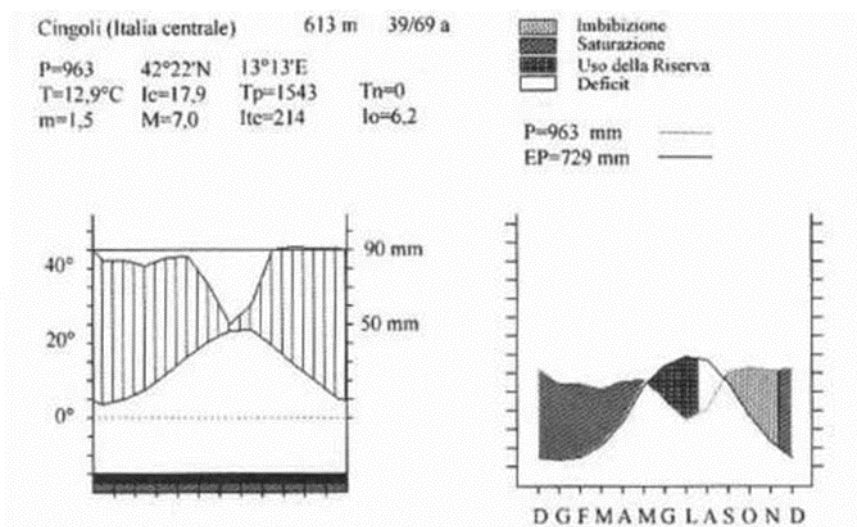 Cingoli (Italia centrale) 613 m 39/69 a
P=963 42°22'N 13°13'E
T=12,9°C Ic=17,9 Tp=1543 Tn=0
m=1,5 M=7,0 Itc=214 Io=6,2
40°
20°
0°
90 mm
50 mm
Imbibizione
Saturazione
Uso della Riserva
Deficit
P=963 mm
EP=729 mm
D G F M A M G L A S O N D